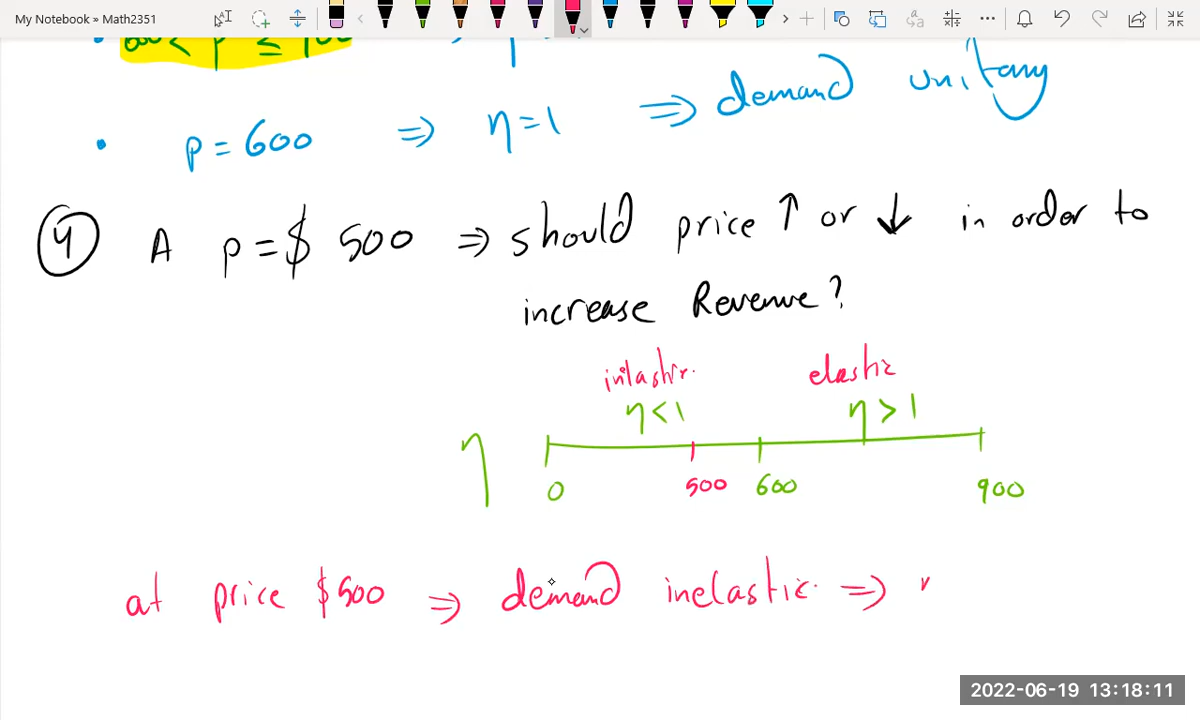 My Notebook » Math2351
p = 600 ⇒ η = 1 ⇒ demand unitary
④ A p = $ 500 ⇒ should price ↑ or ↓ in order to
increase Revenue?
elastic
η < 1 η > 1
η
0 500 600 900
at price $500 ⇒ demand inelastic ⇒
2022-06-19 13:18:11